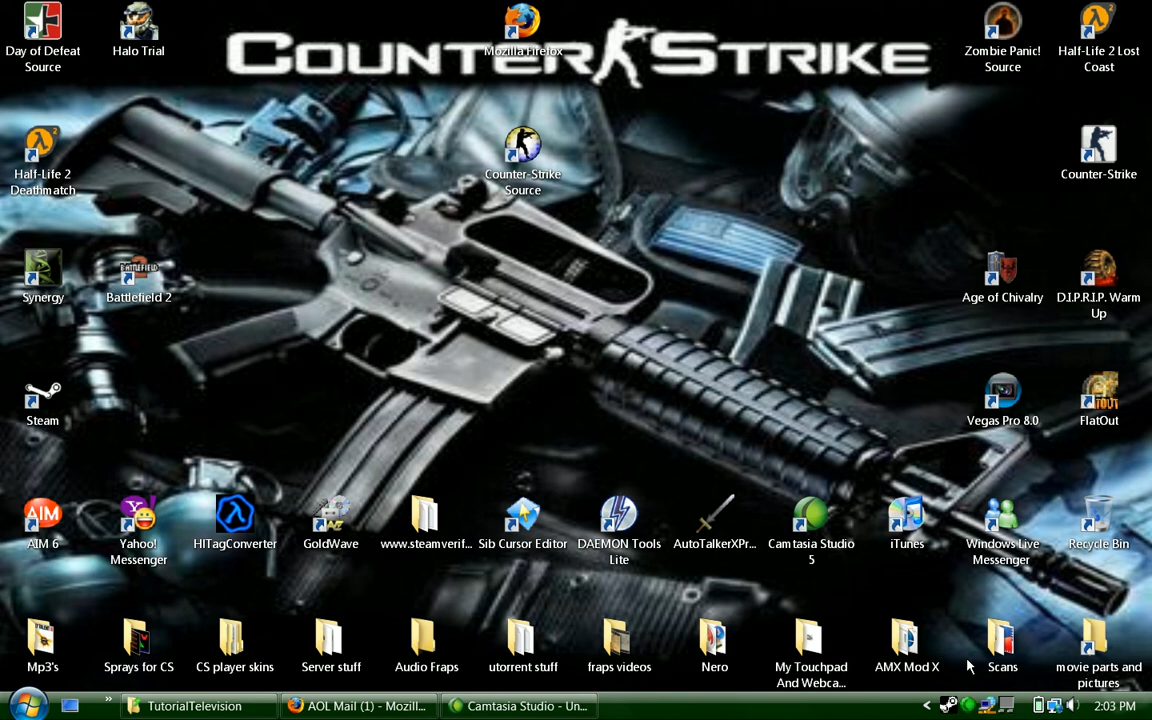 COUNTER STRIKE
Day of Defeat
Source
Halo Trial
Mozilla Firefox
Zombie Panic!
Source
Half-Life 2 Lost
Coast
Half-Life 2
Deathmatch
Counter-Strike
Source
Counter-Strike
Synergy
BATTLEFIELD
Battlefield 2
Age of Chivalry
D.I.P.R.I.P. Warm
Up
Steam
Vegas Pro 8.0
FlatOut
AIM
AIM 6
Yahoo!
Messenger
HITagConverter
GoldWave
www.steamverif...
Sib Cursor Editor
DAEMON Tools
Lite
AutoTalkerXPr...
Camtasia Studio
5
iTunes
Windows Live
Messenger
Recycle Bin
Mp3's
Sprays for CS
CS player skins
Server stuff
Audio Fraps
utorrent stuff
fraps videos
Nero
My Touchpad
And Webca...
AMX Mod X
Scans
movie parts and
pictures
»
TutorialTelevision
AOL Mail (1) - Mozill...
Camtasia Studio - Un...
2:03 PM